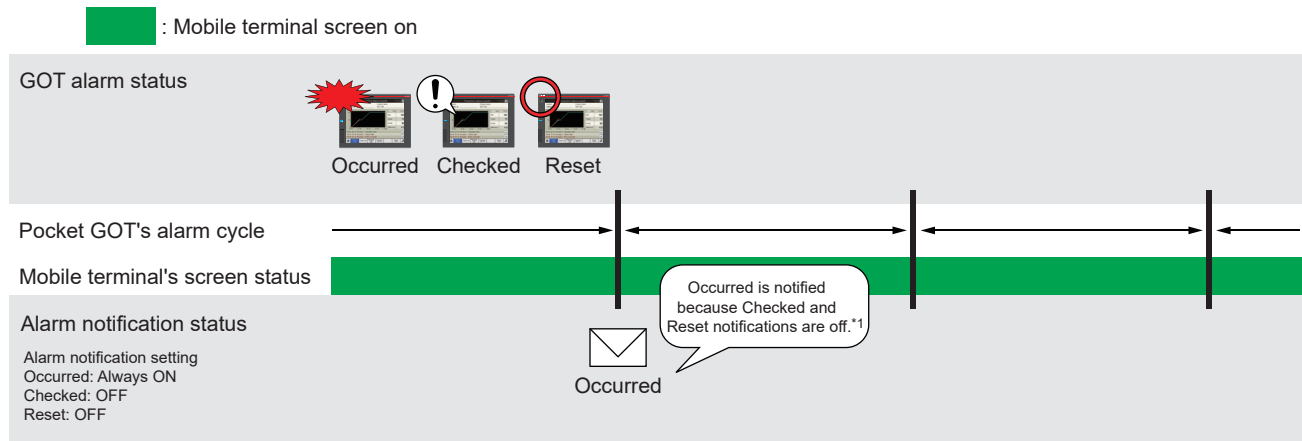 : Mobile terminal screen on
GOT alarm status
Occurred
Checked
Reset
Pocket GOT's alarm cycle
Mobile terminal's screen status
Occurred is notified
because Checked and
Reset notifications are off.*1
Alarm notification status
Alarm notification setting
Occurred: Always ON
Checked: OFF
Reset: OFF
Occurred